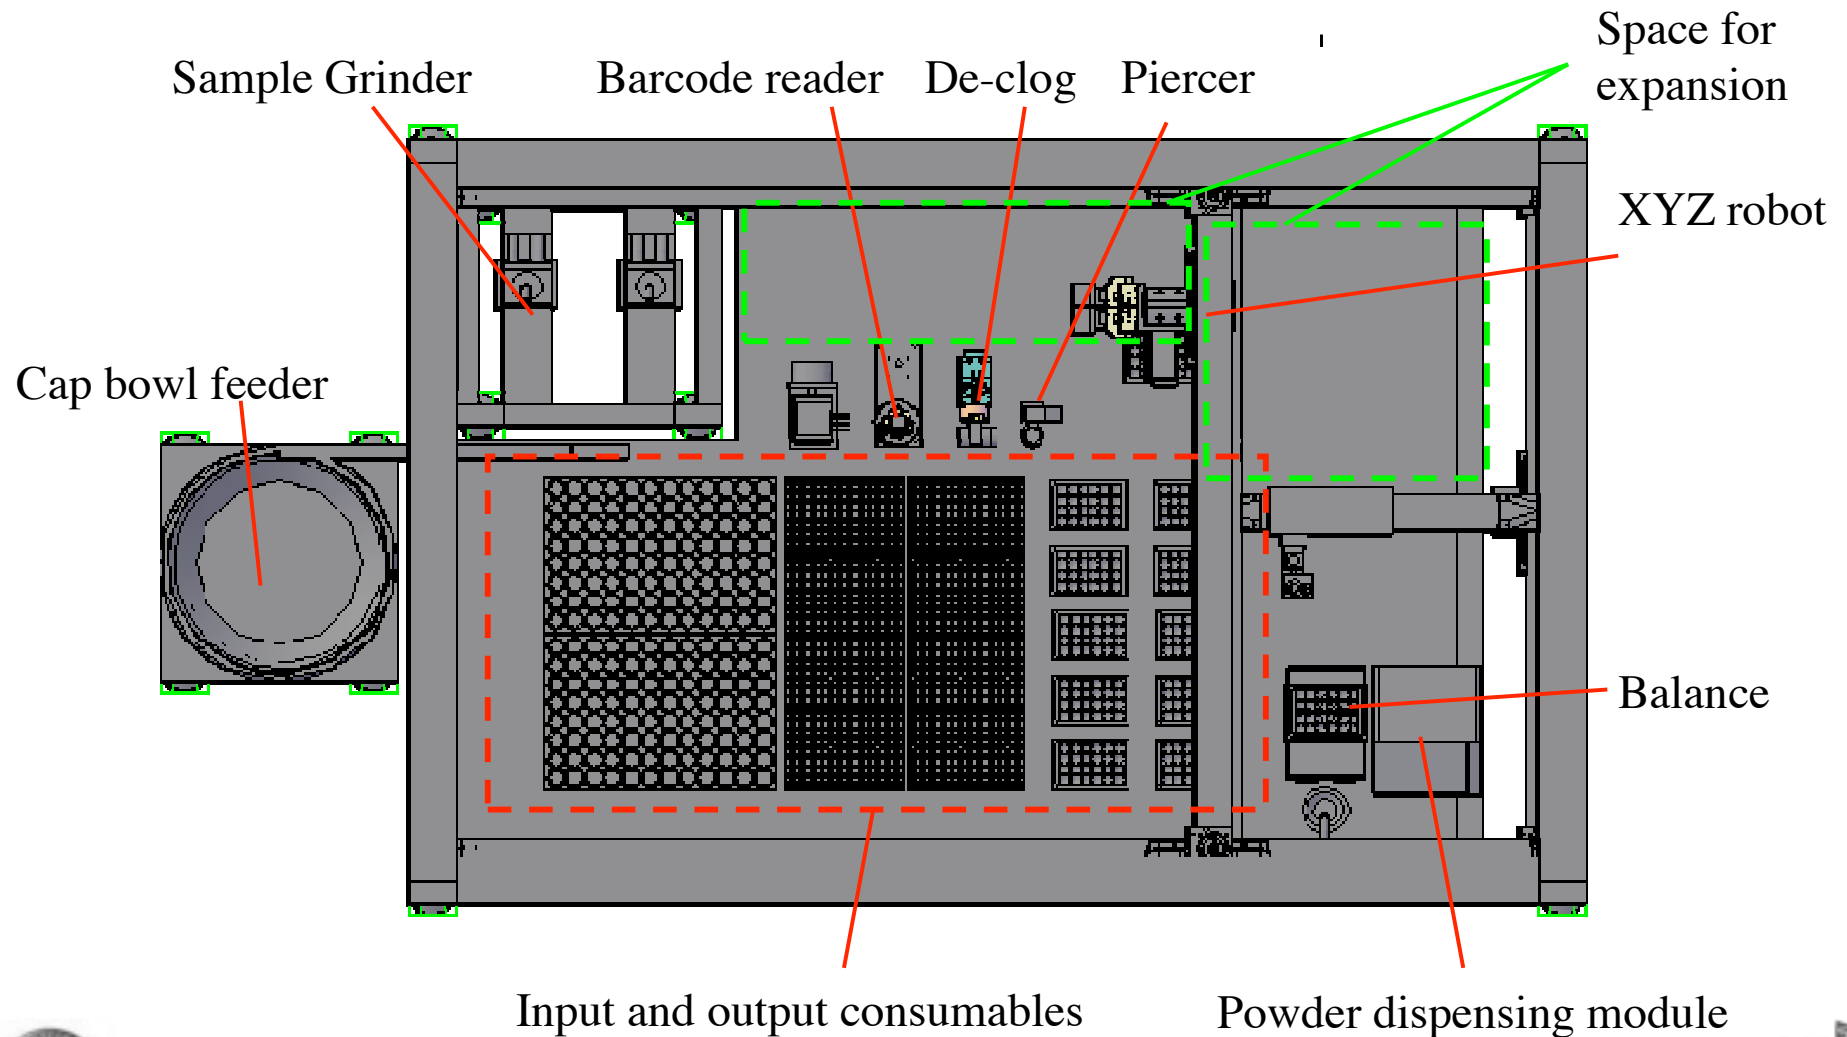 Space for
expansion
Sample Grinder
Barcode reader
De-clog
Piercer
XYZ robot
Cap bowl feeder
Balance
Input and output consumables
Powder dispensing module